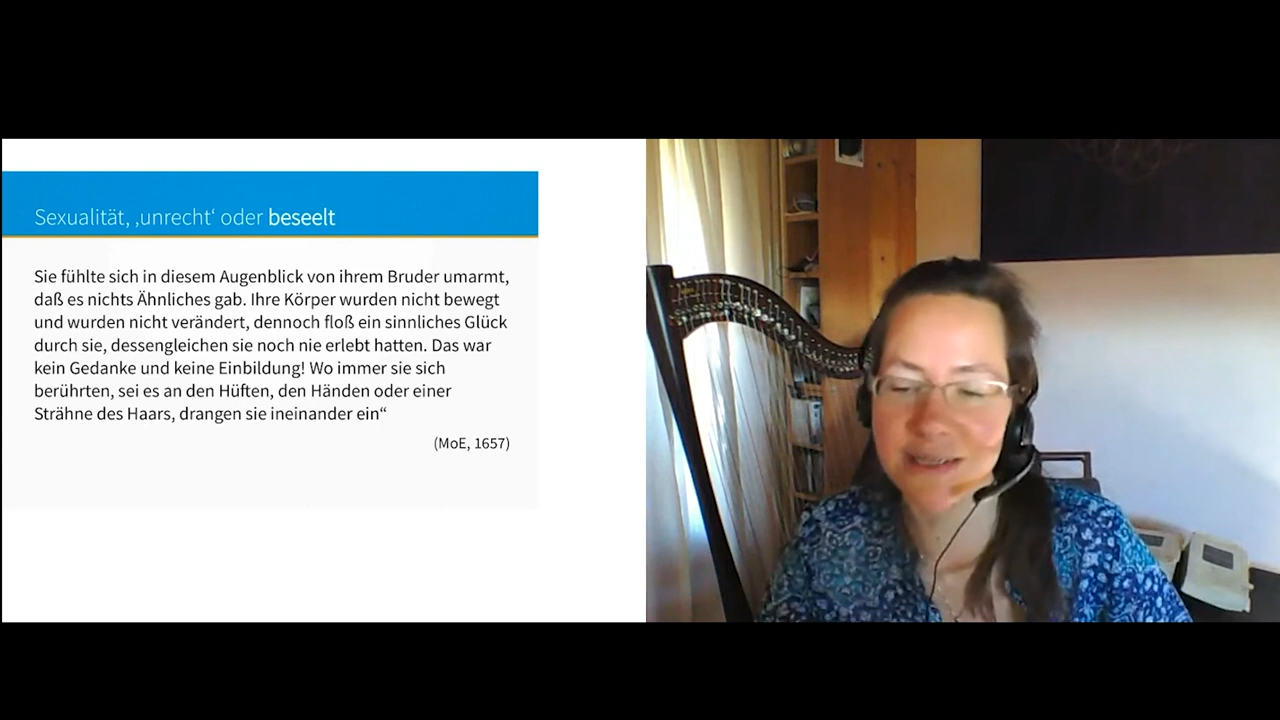 Sexualität, ‚unrecht‘ oder beseelt
Sie fühlte sich in diesem Augenblick von ihrem Bruder umarmt,
daß es nichts Ähnliches gab. Ihre Körper wurden nicht bewegt
und wurden nicht verändert, dennoch floß ein sinnliches Glück
durch sie, dessengleichen sie noch nie erlebt hatten. Das war
kein Gedanke und keine Einbildung! Wo immer sie sich
berührten, sei es an den Hüften, den Händen oder einer
Strähne des Haars, drangen sie ineinander ein“
(MoE, 1657)